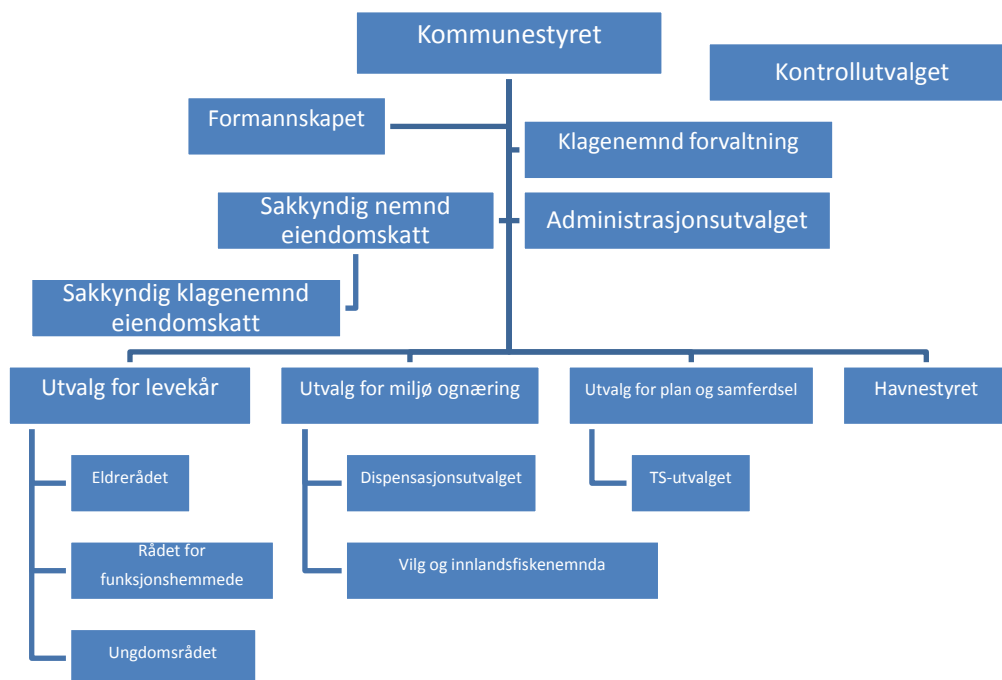 Kommunestyret
Kontrollutvalget
Formannskapet
Klagenemnd forvaltning
Sakkyndig nemnd
eiendomskatt
Administrasjonsutvalget
Sakkyndig klagenemnd
eiendomskatt
Utvalg for levekår
Utvalg for miljø ognæring
Utvalg for plan og samferdsel
Havnestyret
Eldrerådet
Dispensasjonsutvalget
TS-utvalget
Rådet for
funksjonshemmede
Vilg og innlandsfiskenemnda
Ungdomsrådet